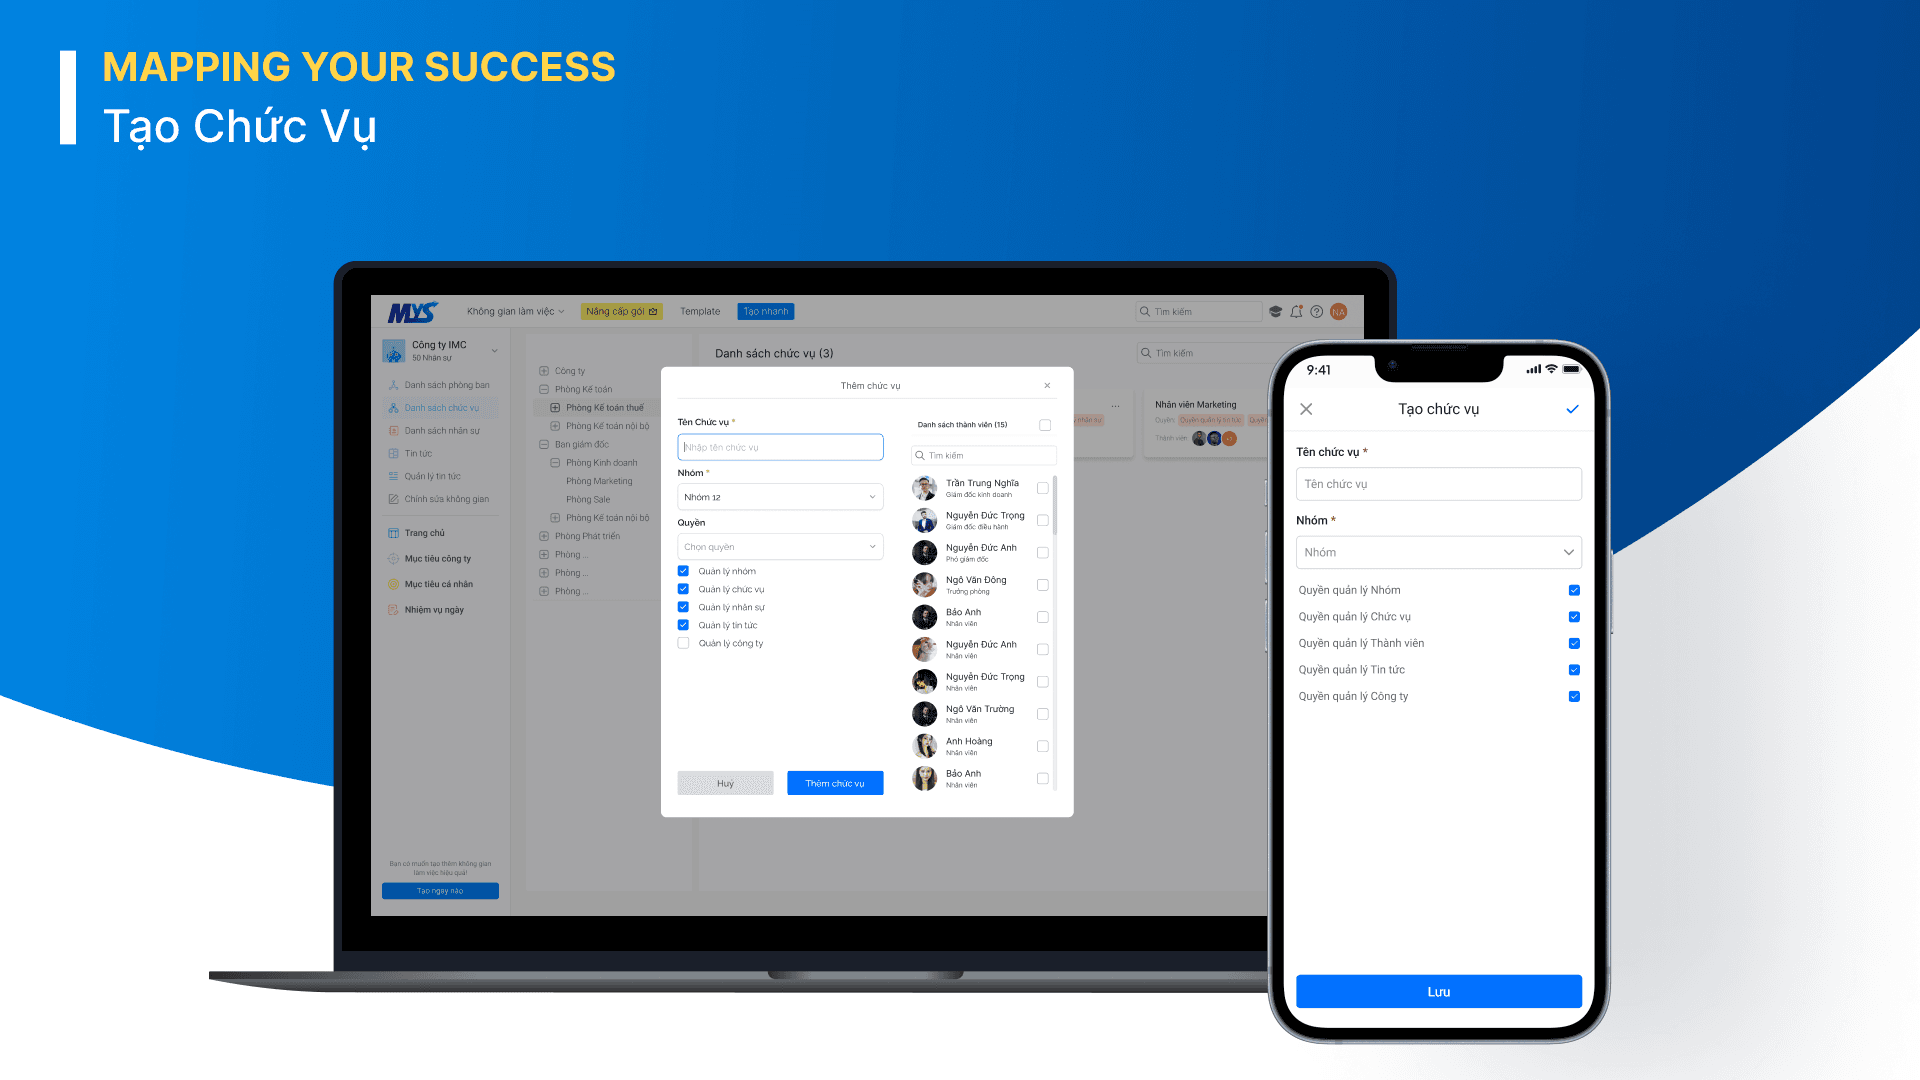 MAPPING YOUR SUCCESS
Tạo Chức Vụ
MYS
Không gian làm việc
Nâng cấp gói
Template
Tạo nhanh
Tìm kiếm
NA
Công ty IMC
50 Nhân sự
Danh sách phòng ban
Danh sách chức vụ
Danh sách nhân sự
Tin tức
Quản lý tin tức
Chỉnh sửa không gian
Trang chủ
Mục tiêu công ty
Mục tiêu cá nhân
Nhiệm vụ ngày
Bạn có muốn tạo thêm không gian
làm việc hiệu quả!
Tạo ngay nào
Công ty
Phòng Kế toán
Phòng Kế toán thuế
Phòng Kế toán nội bộ
Ban giám đốc
Phòng Kinh doanh
Phòng Marketing
Phòng Sale
Phòng Kế toán nội bộ
Phòng Phát triển
Phòng ...
Phòng ...
Phòng ...
Danh sách chức vụ (3)
Tìm kiếm
nhân sự
...
Nhân viên Marketing
Quyền:
Quyền quản lý tin tức
Quyền
Thành viên
+1
Thêm chức vụ
Tên Chức vụ *
Nhập tên chức vụ
Nhóm *
Nhóm 12
Quyền
Chọn quyền
Quản lý nhóm
Quản lý chức vụ
Quản lý nhân sự
Quản lý tin tức
Quản lý công ty
Huỷ
Thêm chức vụ
Danh sách thành viên (15)
Tìm kiếm
Trần Trung Nghĩa
Giám đốc kinh doanh
Nguyễn Đức Trọng
Giám đốc điều hành
Nguyễn Đức Anh
Phó giám đốc
Ngô Văn Đông
Trưởng phòng
Bảo Anh
Nhân viên
Nguyễn Đức Anh
Nhân viên
Nguyễn Đức Trọng
Nhân viên
Ngô Văn Trường
Nhân viên
Anh Hoàng
Nhân viên
Bảo Anh
Nhân viên
9:41
Tạo chức vụ
Tên chức vụ *
Tên chức vụ
Nhóm *
Nhóm
Quyền quản lý Nhóm
Quyền quản lý Chức vụ
Quyền quản lý Thành viên
Quyền quản lý Tin tức
Quyền quản lý Công ty
Lưu